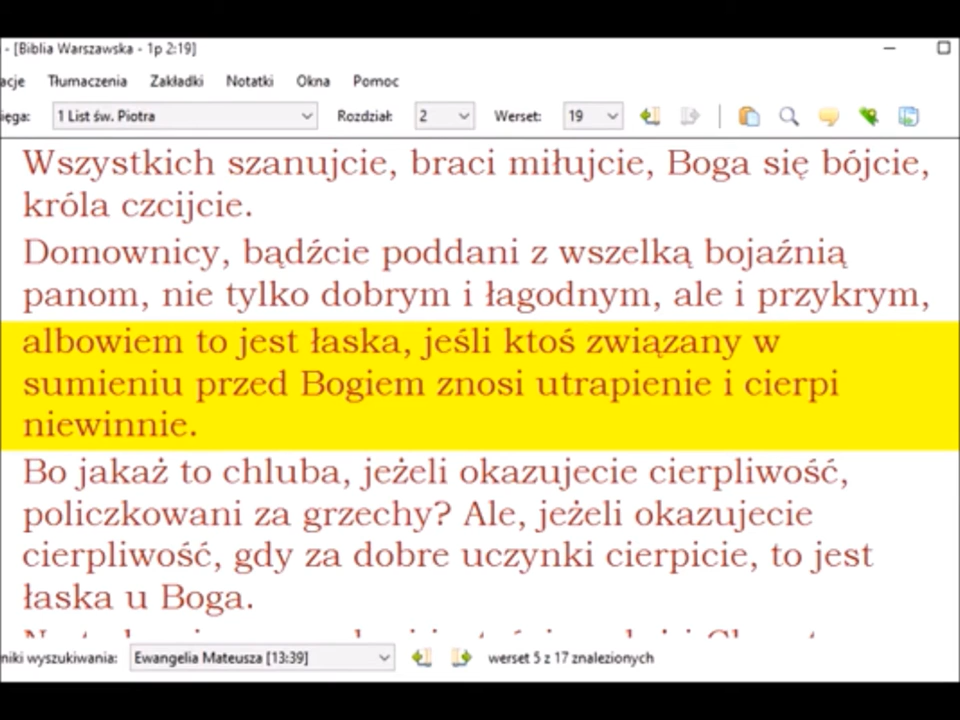 - [Biblia Warszawska - 1p 2:19]
acje Tłumaczenia Zakładki Notatki Okna Pomoc
ięga: 1 List św. Piotra Rozdział: 2 Werset: 19
Wszystkich szanujcie, braci miłujcie, Boga się bójcie,
króla czcijcie.
Domownicy, bądźcie poddani z wszelką bojaźnią
panom, nie tylko dobrym i łagodnym, ale i przykrym,
albowiem to jest łaska, jeśli ktoś związany w
sumieniu przed Bogiem znosi utrapienie i cierpi
niewinnie.
Bo jakaż to chluba, jeżeli okazujecie cierpliwość,
policzkowani za grzechy? Ale, jeżeli okazujecie
cierpliwość, gdy za dobre uczynki cierpicie, to jest
łaska u Boga.
niki wyszukiwania: Ewangelia Mateusza [13:39] werset 5 z 17 znalezionych